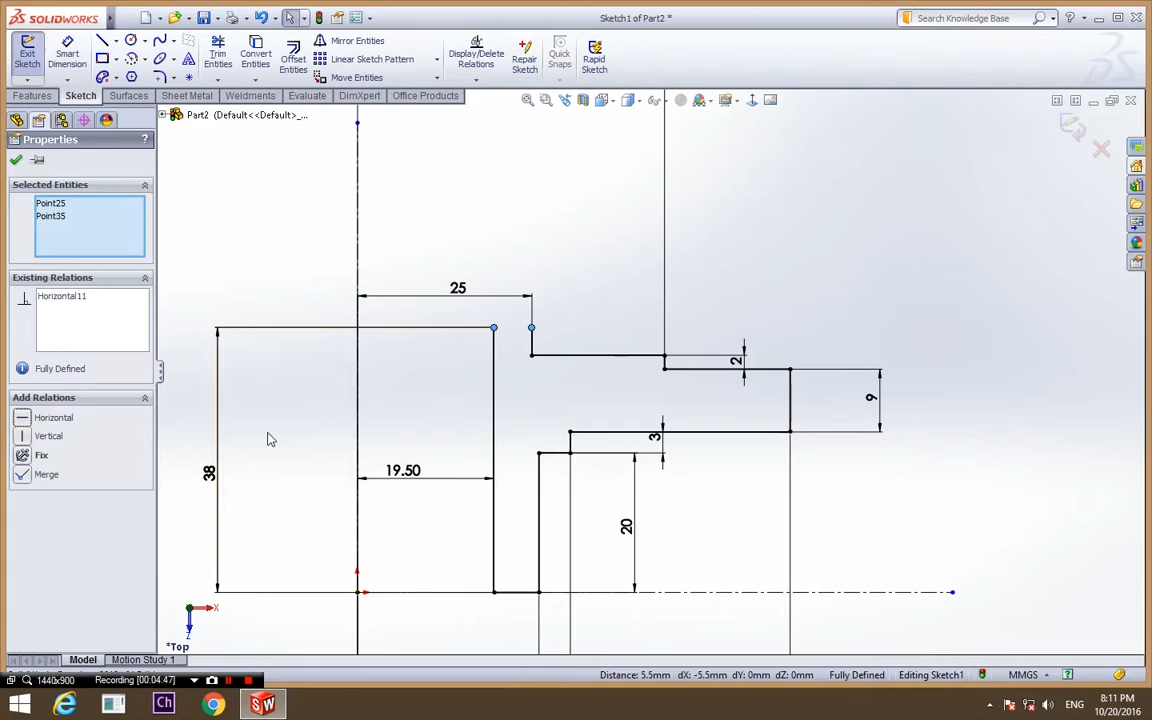 SOLIDWORKS
Sketch1 of Part2 *
Search Knowledge Base
Exit Sketch
Smart Dimension
Trim Entities
Convert Entities
Offset Entities
Mirror Entities
Linear Sketch Pattern
Move Entities
Display/Delete Relations
Repair Sketch
Quick Snaps
Rapid Sketch
Features
Sketch
Surfaces
Sheet Metal
Weldments
Evaluate
DimXpert
Office Products
Part2 (Default<<Default>_...
Properties
?
Selected Entities
Point25
Point35
Existing Relations
Horizontal11
Fully Defined
Add Relations
Horizontal
Vertical
Fix
Merge
25
2
9
3
38
19.50
20
X
Z
*Top
Model
Motion Study 1
Distance: 5.5mm dX: -5.5mm dY: 0mm dZ: 0mm
Fully Defined
Editing Sketch1
MMGS
1440x900
Recording [00:04:47]
Ch
SW
ENG
8:11 PM
10/20/2016